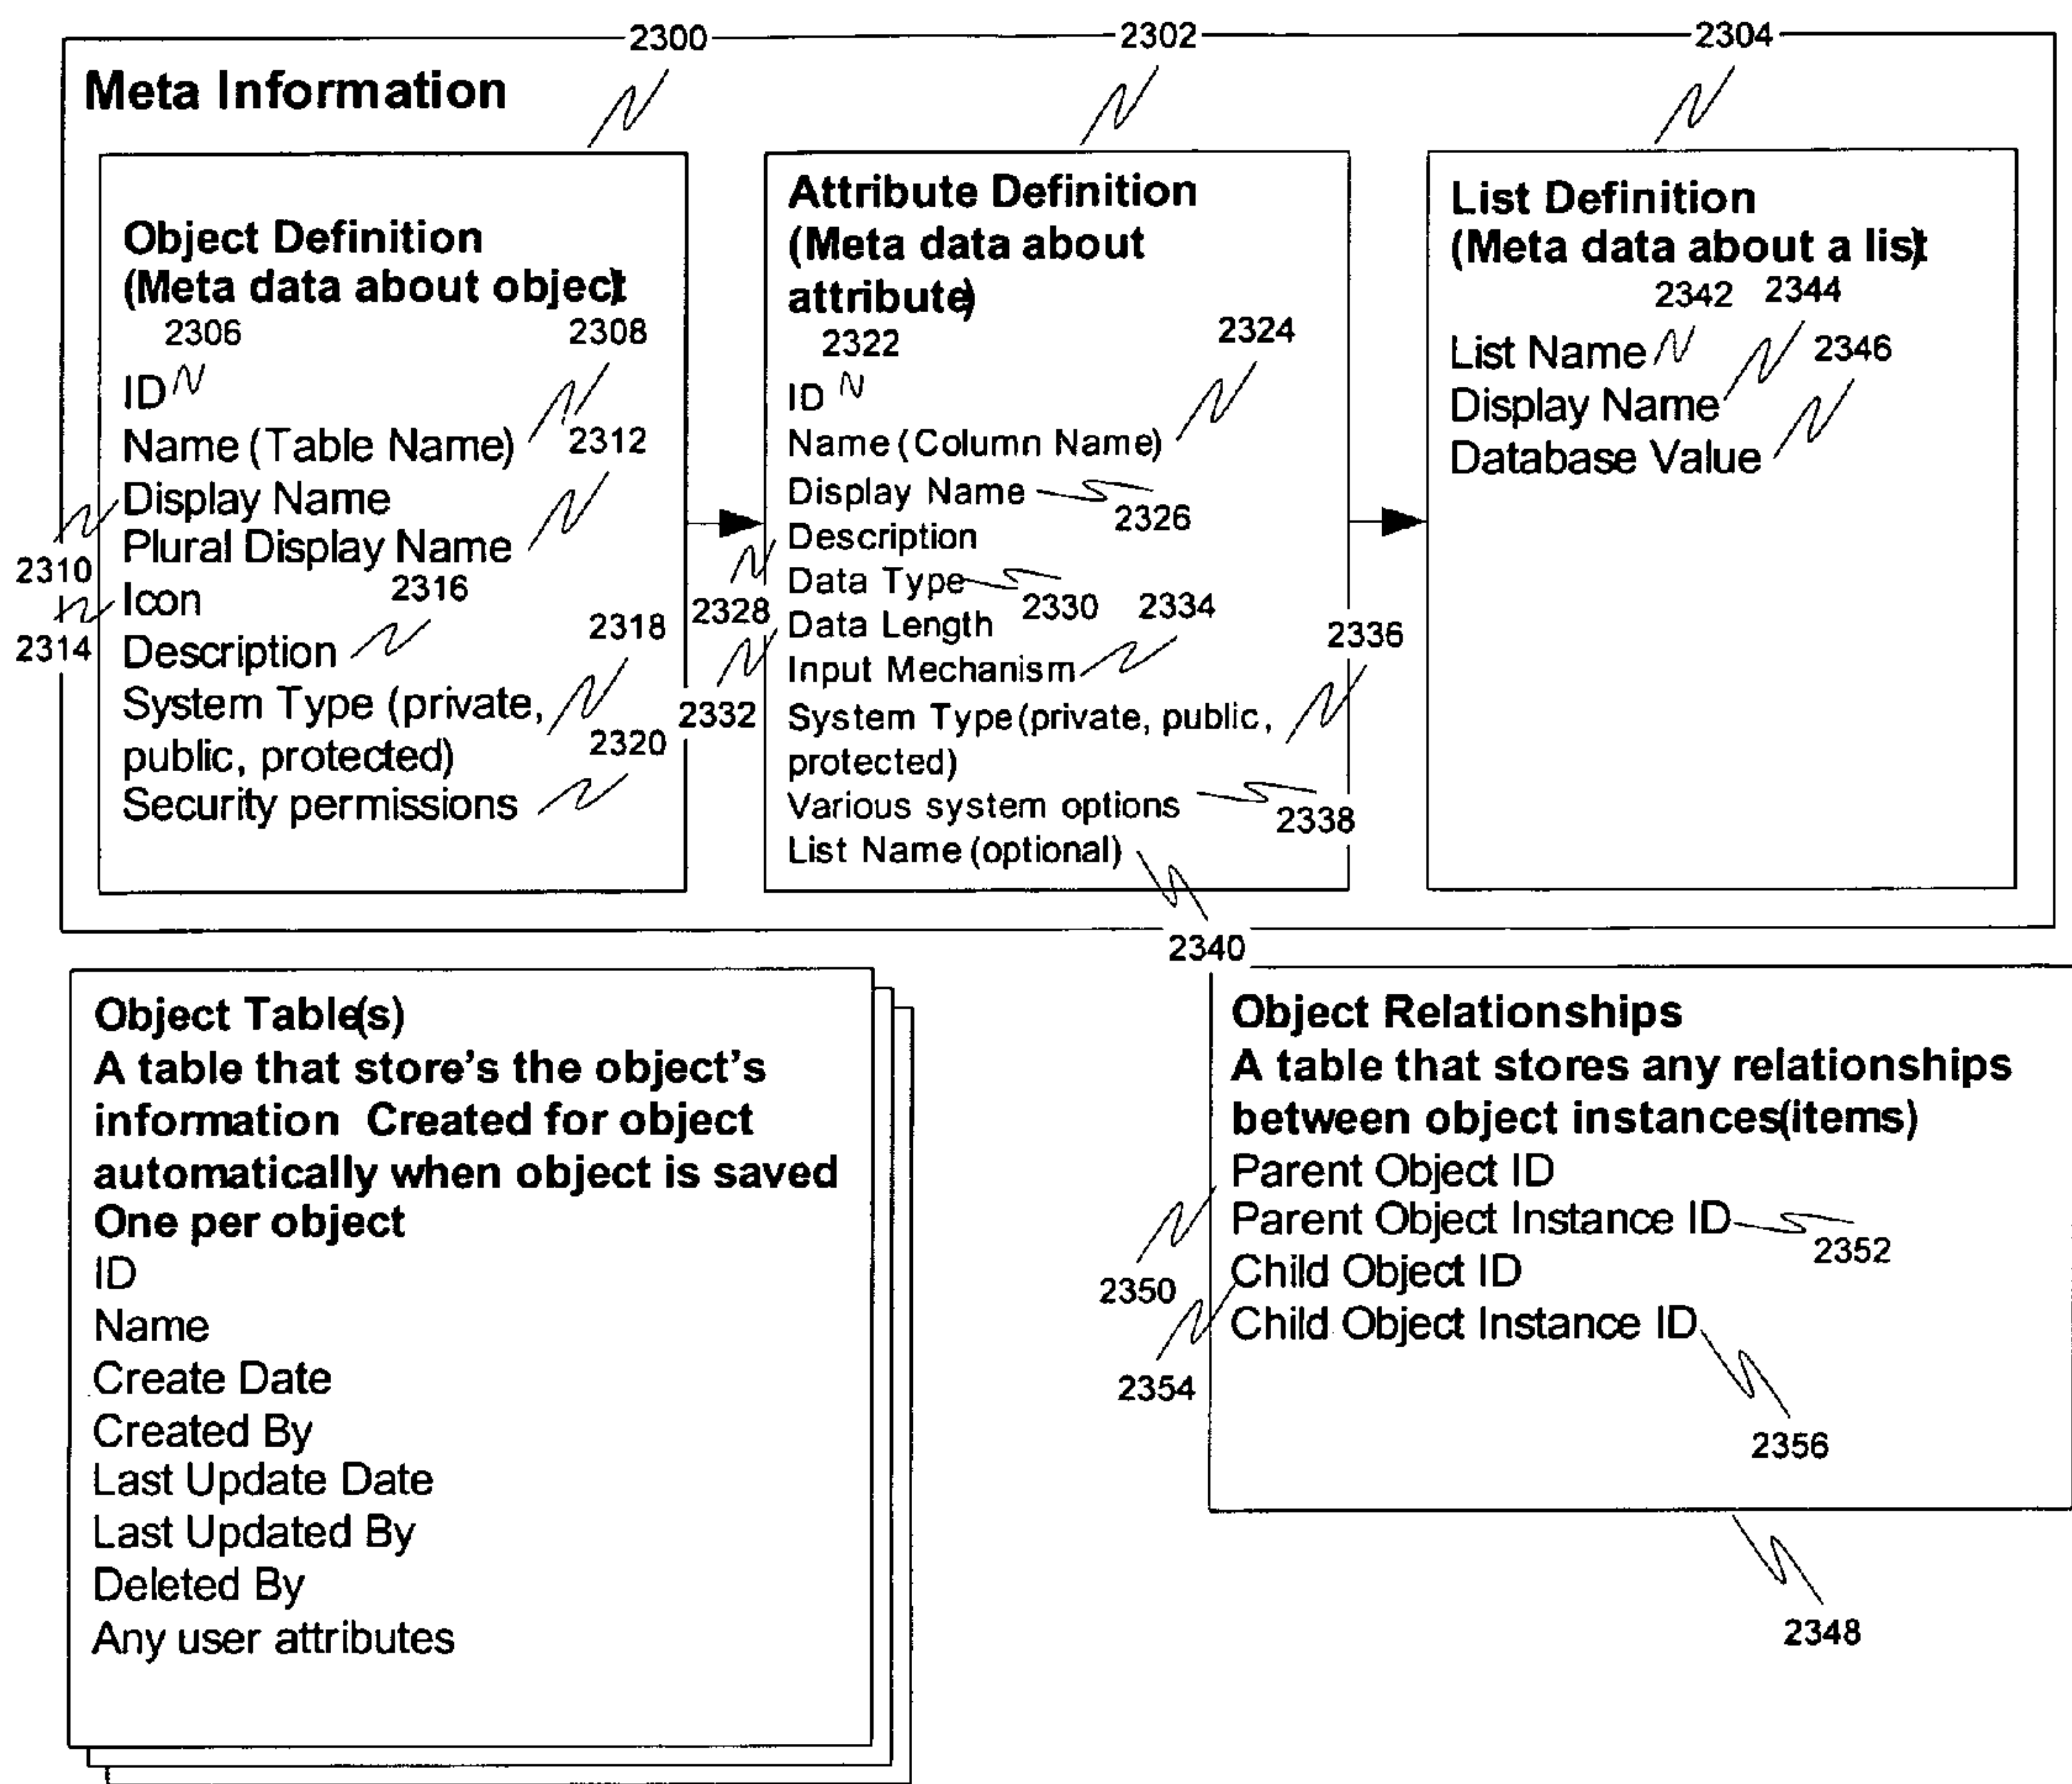 2300
2302
2304
Meta Information
Object Definition
(Meta data about object)
2306
2308
ID
Name (Table Name)
2312
Display Name
Plural Display Name
2310
2316
Icon
2314
2318
Description
System Type (private,
2320
public, protected)
Security permissions
Attribute Definition
(Meta data about
attribute)
2322
2324
ID
Name (Column Name)
Display Name
2326
Description
Data Type
2328
2330
2334
Data Length
2336
Input Mechanism
2332
System Type (private, public,
protected)
Various system options
2338
List Name (optional)
2340
List Definition
(Meta data about a list)
2342
2344
List Name
2346
Display Name
Database Value
Object Table(s)
A table that store's the object's
information Created for object
automatically when object is saved
One per object
ID
Name
Create Date
Created By
Last Update Date
Last Updated By
Deleted By
Any user attributes
Object Relationships
A table that stores any relationships
between object instances(items)
Parent Object ID
Parent Object Instance ID
2352
Child Object ID
2350
Child Object Instance ID
2354
2356
2348